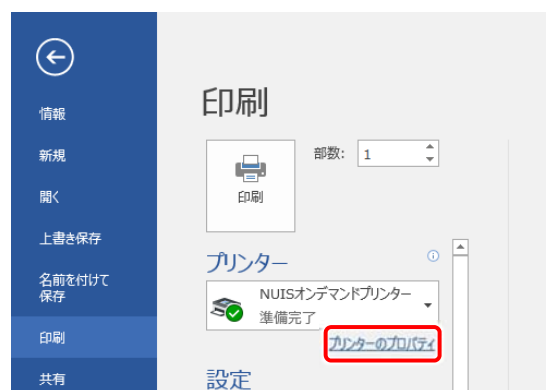 情報
新規
開く
上書き保存
名前を付けて
保存
印刷
共有
印刷
印刷
部数: 1
プリンター
NUISオンデマンドプリンター
準備完了
プリンターのプロパティ
設定